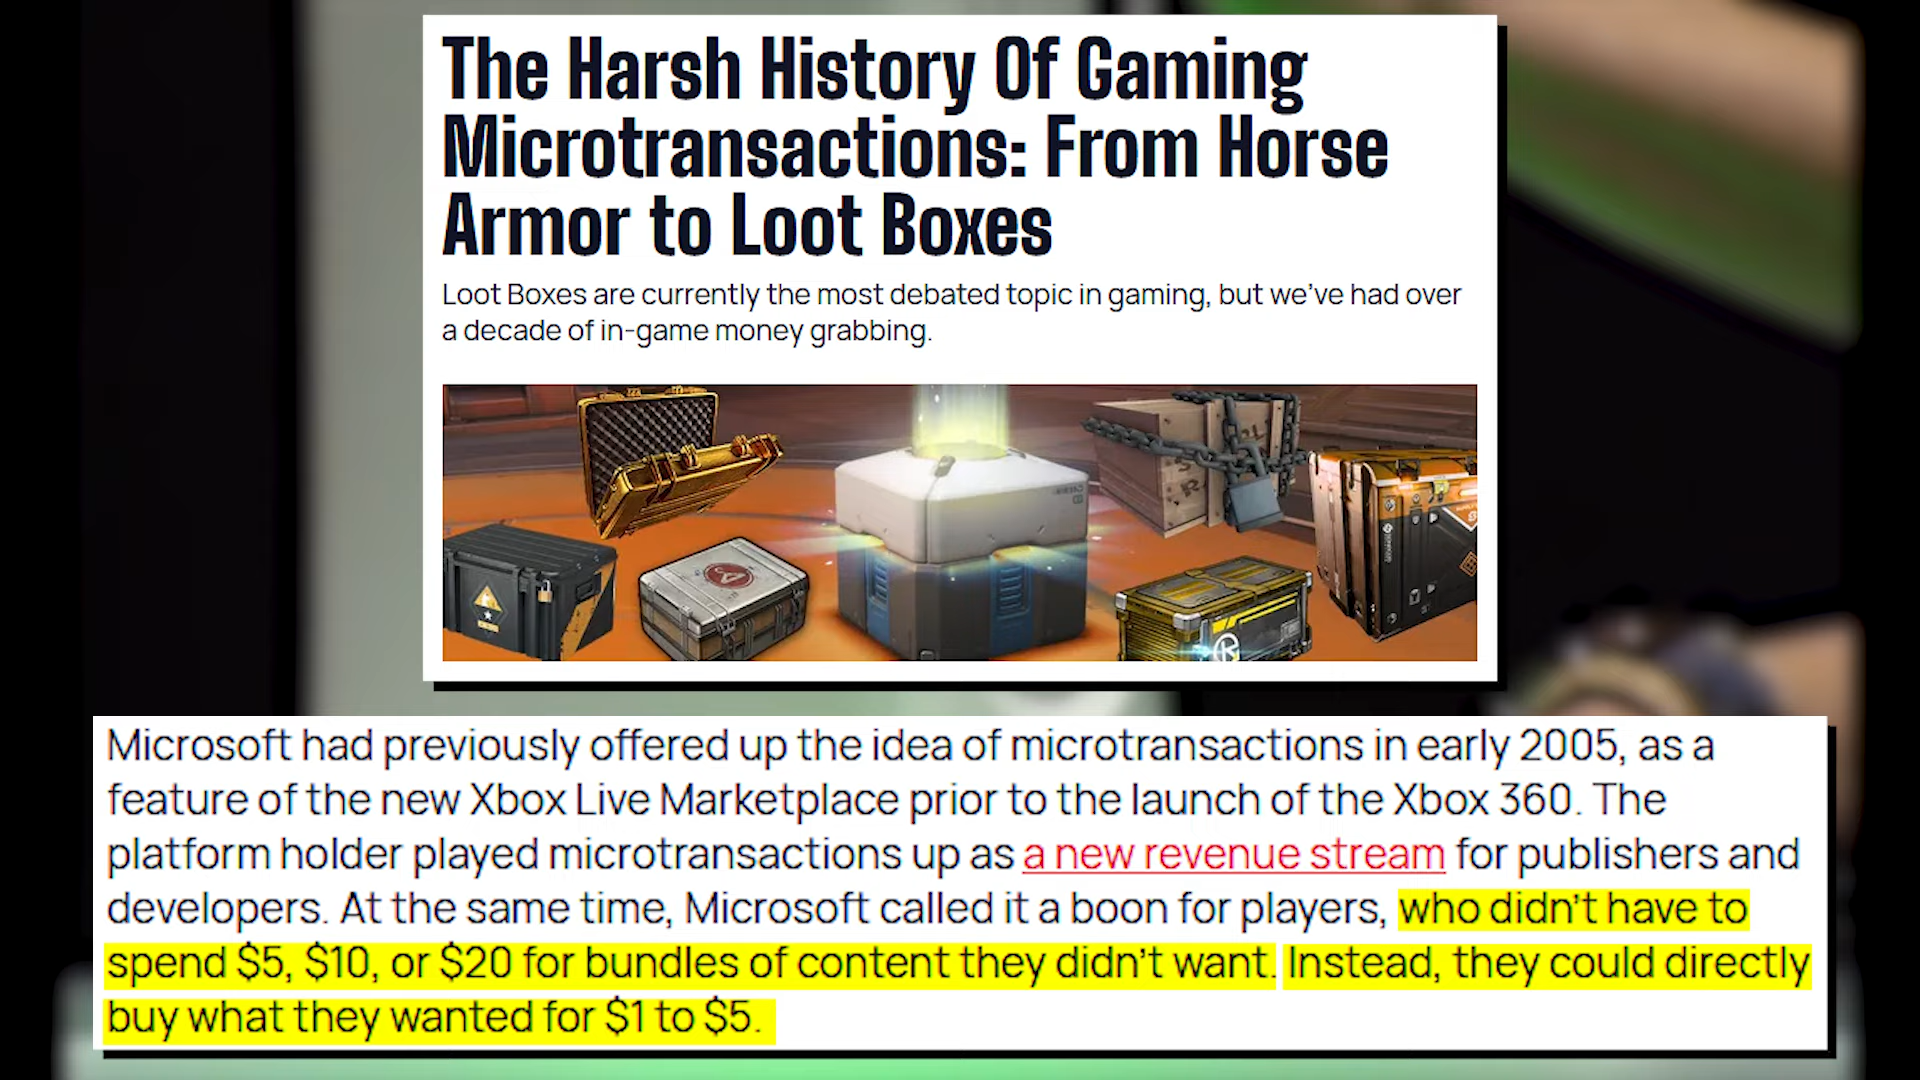 The Harsh History Of Gaming
Microtransactions: From Horse
Armor to Loot Boxes
Loot Boxes are currently the most debated topic in gaming, but we've had over
a decade of in-game money grabbing.
Microsoft had previously offered up the idea of microtransactions in early 2005, as a
feature of the new Xbox Live Marketplace prior to the launch of the Xbox 360. The
platform holder played microtransactions up as a new revenue stream for publishers and
developers. At the same time, Microsoft called it a boon for players, who didn't have to
spend $5, $10, or $20 for bundles of content they didn't want. Instead, they could directly
buy what they wanted for $1 to $5.